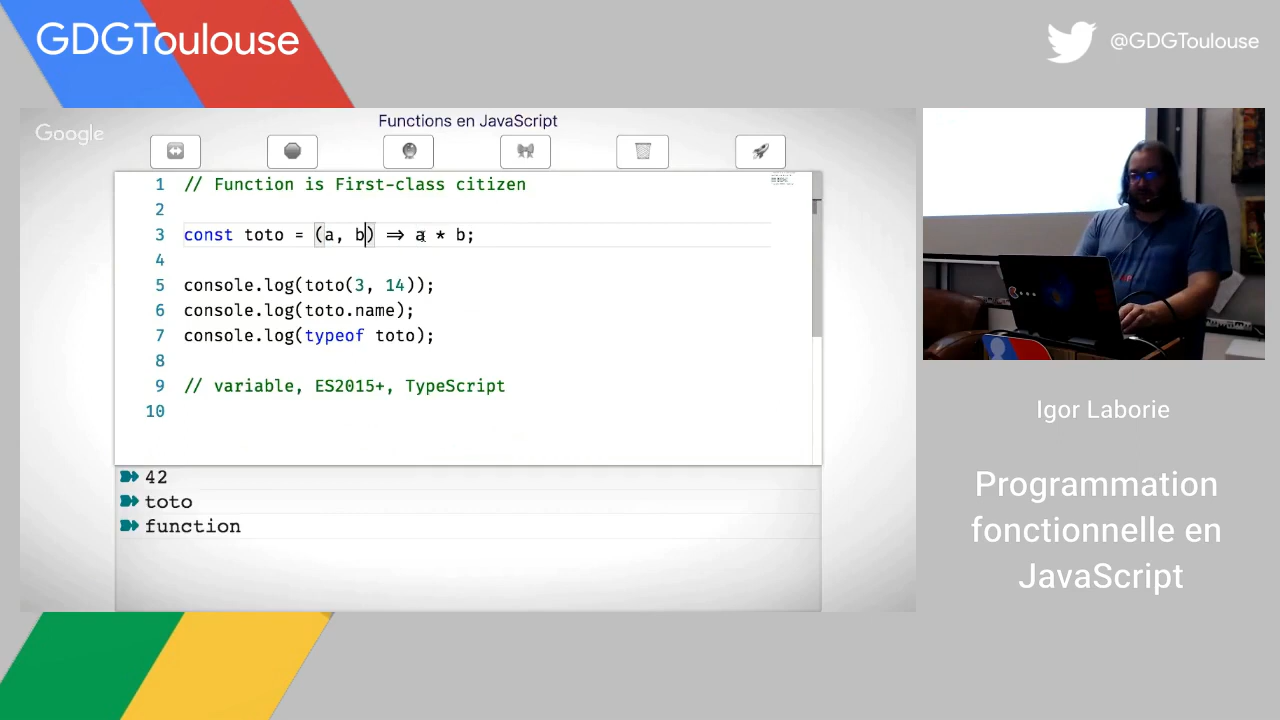 GDGToulouse
@GDGToulouse
Google
Functions en JavaScript
1 // Function is First-class citizen
2
3 const toto = (a, b) => a * b;
4
5 console.log(toto(3, 14));
6 console.log(toto.name);
7 console.log(typeof toto);
8
9 // variable, ES2015+, TypeScript
10
42
toto
function
Igor Laborie
Programmation
fonctionnelle en
JavaScript